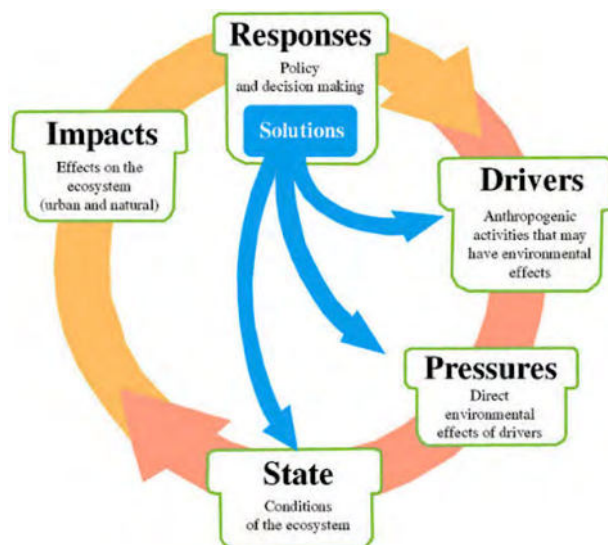 Responses
Policy
and decision making
Solutions
Impacts
Effects on the
ecosystem
(urban and natural)
Drivers
Anthropogenic
activities that may
have environmental
effects
Pressures
Direct
environmental
effects of drivers
State
Conditions
of the ecosystem